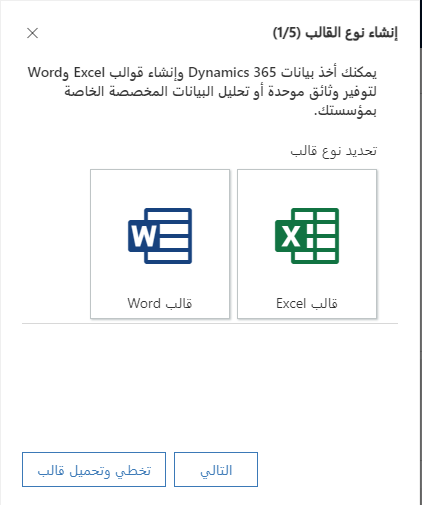 إنشاء نوع القالب (1/5)
يمكنك أخذ بيانات Dynamics 365 وإنشاء قوالب Excel وWord
لتوفير وثائق موحدة أو تحليل البيانات المخصصة الخاصة
بمؤسستك.
تحديد نوع قالب
قالب Excel
قالب Word
التالي
تخطي وتحميل قالب